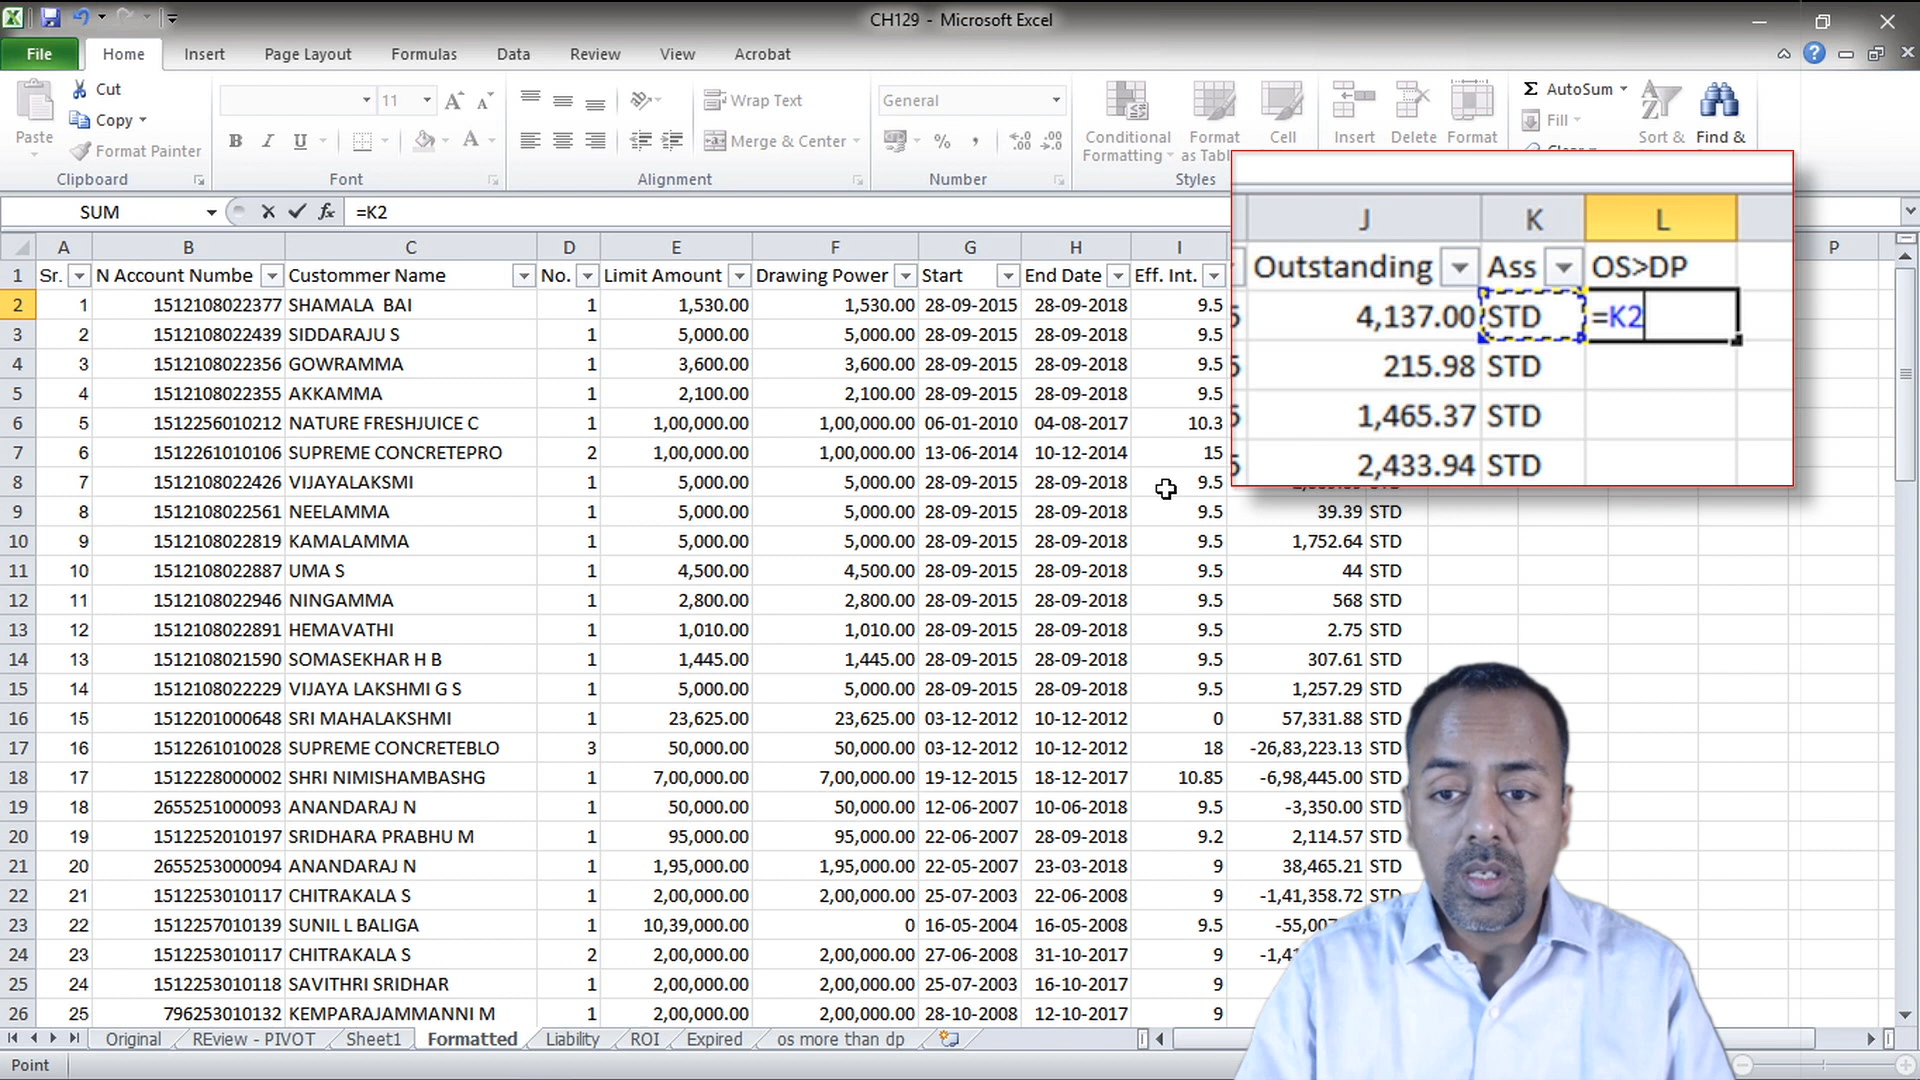 CH129 - Microsoft Excel
File Home Insert Page Layout Formulas Data Review View Acrobat
Cut
Copy
Format Painter
Paste
Clipboard
11
B I U
Font
Wrap Text
Merge & Center
Alignment
General
Number
Conditional Formatting
Format as
Cell
Styles
Insert Delete Format
AutoSum
Fill
Sort &
Find &
SUM =K2
A B C D E F G H I P
1 Sr. N Account Numbe Custommer Name No. Limit Amount Drawing Power Start End Date Eff. Int.
2 1 1512108022377 SHAMALA BAI 1 1,530.00 1,530.00 28-09-2015 28-09-2018 9.5
3 2 1512108022439 SIDDARAJU S 1 5,000.00 5,000.00 28-09-2015 28-09-2018 9.5
4 3 1512108022356 GOWRAMMA 1 3,600.00 3,600.00 28-09-2015 28-09-2018 9.5
5 4 1512108022355 AKKAMMA 1 2,100.00 2,100.00 28-09-2015 28-09-2018 9.5
6 5 1512256010212 NATURE FRESHJUICE C 1 1,00,000.00 1,00,000.00 06-01-2010 04-08-2017 10.3
7 6 1512261010106 SUPREME CONCRETEPRO 2 1,00,000.00 1,00,000.00 13-06-2014 10-12-2014 15
8 7 1512108022426 VIJAYALAKSMI 1 5,000.00 5,000.00 28-09-2015 28-09-2018 9.5
9 8 1512108022561 NEELAMMA 1 5,000.00 5,000.00 28-09-2015 28-09-2018 9.5 39.39 STD
10 9 1512108022819 KAMALAMMA 1 5,000.00 5,000.00 28-09-2015 28-09-2018 9.5 1,752.64 STD
11 10 1512108022887 UMA S 1 4,500.00 4,500.00 28-09-2015 28-09-2018 9.5 44 STD
12 11 1512108022946 NINGAMMA 1 2,800.00 2,800.00 28-09-2015 28-09-2018 9.5 568 STD
13 12 1512108022891 HEMAVATHI 1 1,010.00 1,010.00 28-09-2015 28-09-2018 9.5 2.75 STD
14 13 1512108021590 SOMASEKHAR H B 1 1,445.00 1,445.00 28-09-2015 28-09-2018 9.5 307.61 STD
15 14 1512108022229 VIJAYA LAKSHMI G S 1 5,000.00 5,000.00 28-09-2015 28-09-2018 9.5 1,257.29 STD
16 15 1512201000648 SRI MAHALAKSHMI 1 23,625.00 23,625.00 03-12-2012 10-12-2012 0 57,331.88 STD
17 16 1512261010028 SUPREME CONCRETEBLO 3 50,000.00 50,000.00 03-12-2012 10-12-2012 18 -26,83,223.13 STD
18 17 1512228000002 SHRI NIMISHAMBASHG 1 7,00,000.00 7,00,000.00 19-12-2015 18-12-2017 10.85 -6,98,445.00 STD
19 18 2655251000093 ANANDARAJ N 1 50,000.00 50,000.00 12-06-2007 10-06-2018 9.5 -3,350.00 STD
20 19 1512252010197 SRIDHARA PRABHU M 1 95,000.00 95,000.00 22-06-2007 28-09-2018 9.2 2,114.57 STD
21 20 2655253000094 ANANDARAJ N 1 1,95,000.00 1,95,000.00 22-05-2007 23-03-2018 9 38,465.21 STD
22 21 1512253010117 CHITRAKALA S 1 2,00,000.00 2,00,000.00 25-07-2003 22-06-2008 9 -1,41,358.72 STD
23 22 1512257010139 SUNIL L BALIGA 1 10,39,000.00 0 16-05-2004 16-05-2008 9.5 -55,007
24 23 1512253010117 CHITRAKALA S 2 2,00,000.00 2,00,000.00 27-06-2008 31-10-2017 9
25 24 1512253010118 SAVITHRI SRIDHAR 1 2,00,000.00 2,00,000.00 25-07-2003 16-10-2017 9
26 25 796253010132 KEMPARAJAMMANNI M 1 2,00,000.00 2,00,000.00 28-10-2008 12-10-2017 9
J K L
Outstanding Ass OS>DP
4,137.00 STD =K2
215.98 STD
1,465.37 STD
2,433.94 STD
Original REview - PIVOT Sheet1 Formatted Liability ROI Expired os more than dp
Point